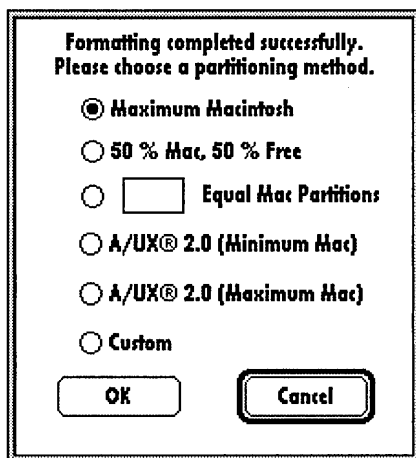 Formatting completed successfully.
Please choose a partitioning method.
Maximum Macintosh
50 % Mac, 50 % Free
Equal Mac Partitions
A/UX® 2.0 (Minimum Mac)
A/UX® 2.0 (Maximum Mac)
Custom
OK Cancel